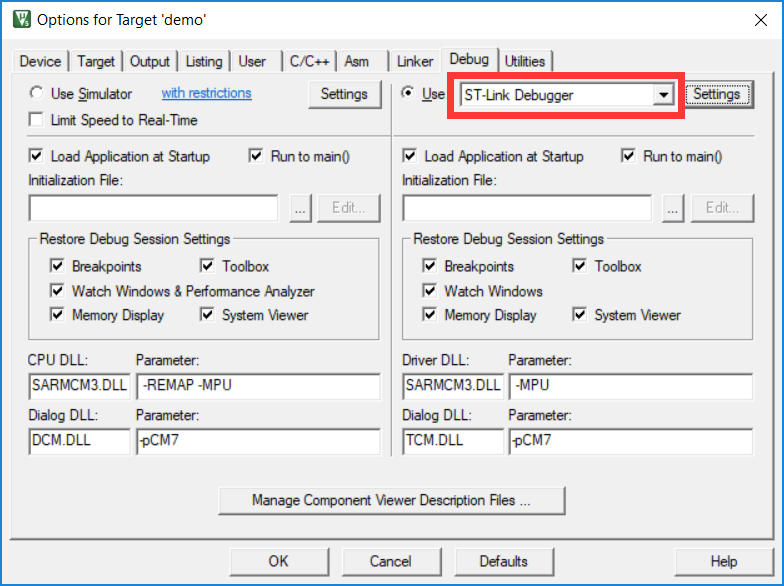 Options for Target 'demo'
Device Target Output Listing User C/C++ Asm Linker Debug Utilities
Use Simulator with restrictions Settings
Limit Speed to Real-Time
Load Application at Startup Run to main()
Initialization File:
... Edit...
Restore Debug Session Settings
Breakpoints Toolbox
Watch Windows & Performance Analyzer
Memory Display System Viewer
CPU DLL: Parameter:
SARMCM3.DLL -REMAP -MPU
Dialog DLL: Parameter:
DCM.DLL -pCM7
Use ST-Link Debugger Settings
Load Application at Startup Run to main()
Initialization File:
... Edit...
Restore Debug Session Settings
Breakpoints Toolbox
Watch Windows
Memory Display System Viewer
Driver DLL: Parameter:
SARMCM3.DLL -MPU
Dialog DLL: Parameter:
TCM.DLL -pCM7
Manage Component Viewer Description Files ...
OK Cancel Defaults Help